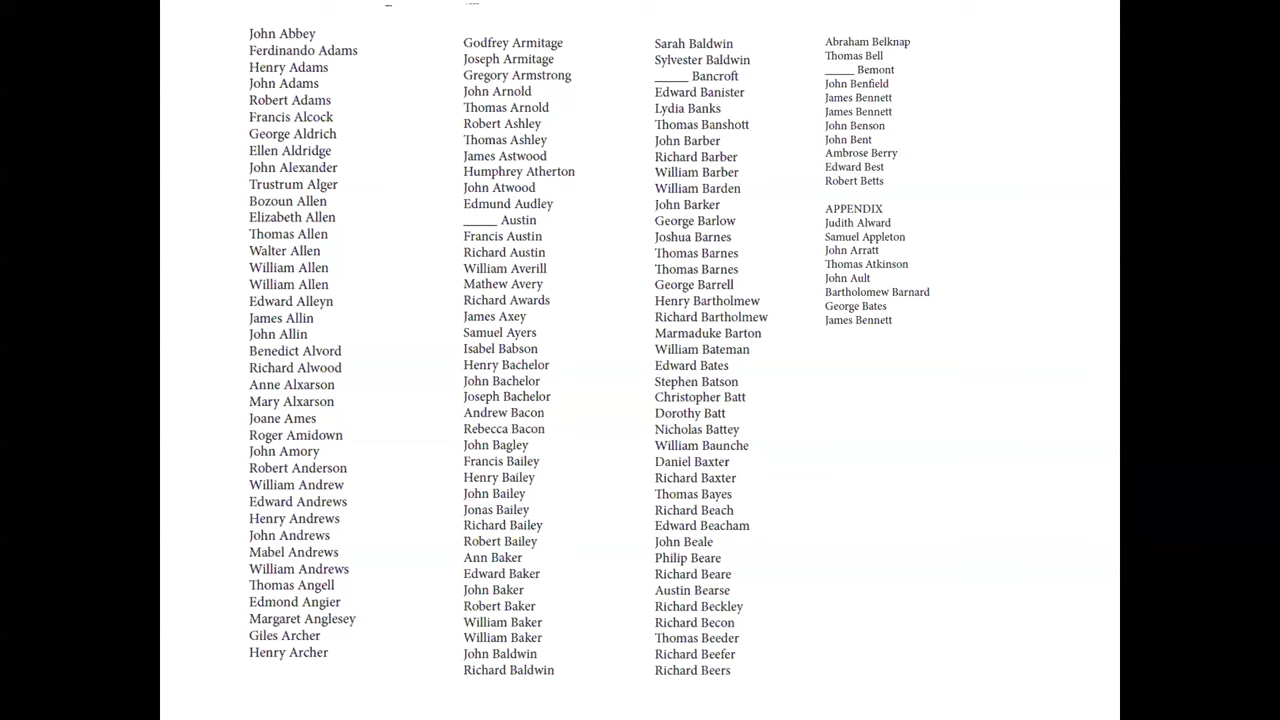 John Abbey
Ferdinando Adams
Henry Adams
John Adams
Robert Adams
Francis Alcock
George Aldrich
Ellen Aldridge
John Alexander
Trustrum Alger
Bozoun Allen
Elizabeth Allen
Thomas Allen
Walter Allen
William Allen
William Allen
Edward Alleyn
James Allin
John Allin
Benedict Alvord
Richard Alwood
Anne Alxarson
Mary Alxarson
Joane Ames
Roger Amidown
John Amory
Robert Anderson
William Andrew
Edward Andrews
Henry Andrews
John Andrews
Mabel Andrews
William Andrews
Thomas Angell
Edmond Angier
Margaret Anglesey
Giles Archer
Henry Archer
Godfrey Armitage
Joseph Armitage
Gregory Armstrong
John Arnold
Thomas Arnold
Robert Ashley
Thomas Ashley
James Astwood
Humphrey Atherton
John Atwood
Edmund Audley
_____ Austin
Francis Austin
Richard Austin
William Averill
Mathew Avery
Richard Awards
James Axey
Samuel Ayers
Isabel Babson
Henry Bachelor
John Bachelor
Joseph Bachelor
Andrew Bacon
Rebecca Bacon
John Bagley
Francis Bailey
Henry Bailey
John Bailey
Jonas Bailey
Richard Bailey
Robert Bailey
Ann Baker
Edward Baker
John Baker
Robert Baker
William Baker
William Baker
John Baldwin
Richard Baldwin
Sarah Baldwin
Sylvester Baldwin
_____ Bancroft
Edward Banister
Lydia Banks
Thomas Banshott
John Barber
Richard Barber
William Barber
William Barden
John Barker
George Barlow
Joshua Barnes
Thomas Barnes
Thomas Barnes
George Barrell
Henry Bartholmew
Richard Bartholmew
Marmaduke Barton
William Bateman
Edward Bates
Stephen Batson
Christopher Batt
Dorothy Batt
Nicholas Battey
William Baunche
Daniel Baxter
Richard Baxter
Thomas Bayes
Richard Beach
Edward Beacham
John Beale
Philip Beare
Richard Beare
Austin Bearse
Richard Beckley
Richard Becon
Thomas Beeder
Richard Beefer
Richard Beers
Abraham Belknap
Thomas Bell
_____ Bemont
John Benfield
James Bennett
James Bennett
John Benson
John Bent
Ambrose Berry
Edward Best
Robert Betts
APPENDIX
Judith Alward
Samuel Appleton
John Arratt
Thomas Atkinson
John Ault
Bartholomew Barnard
George Bates
James Bennett